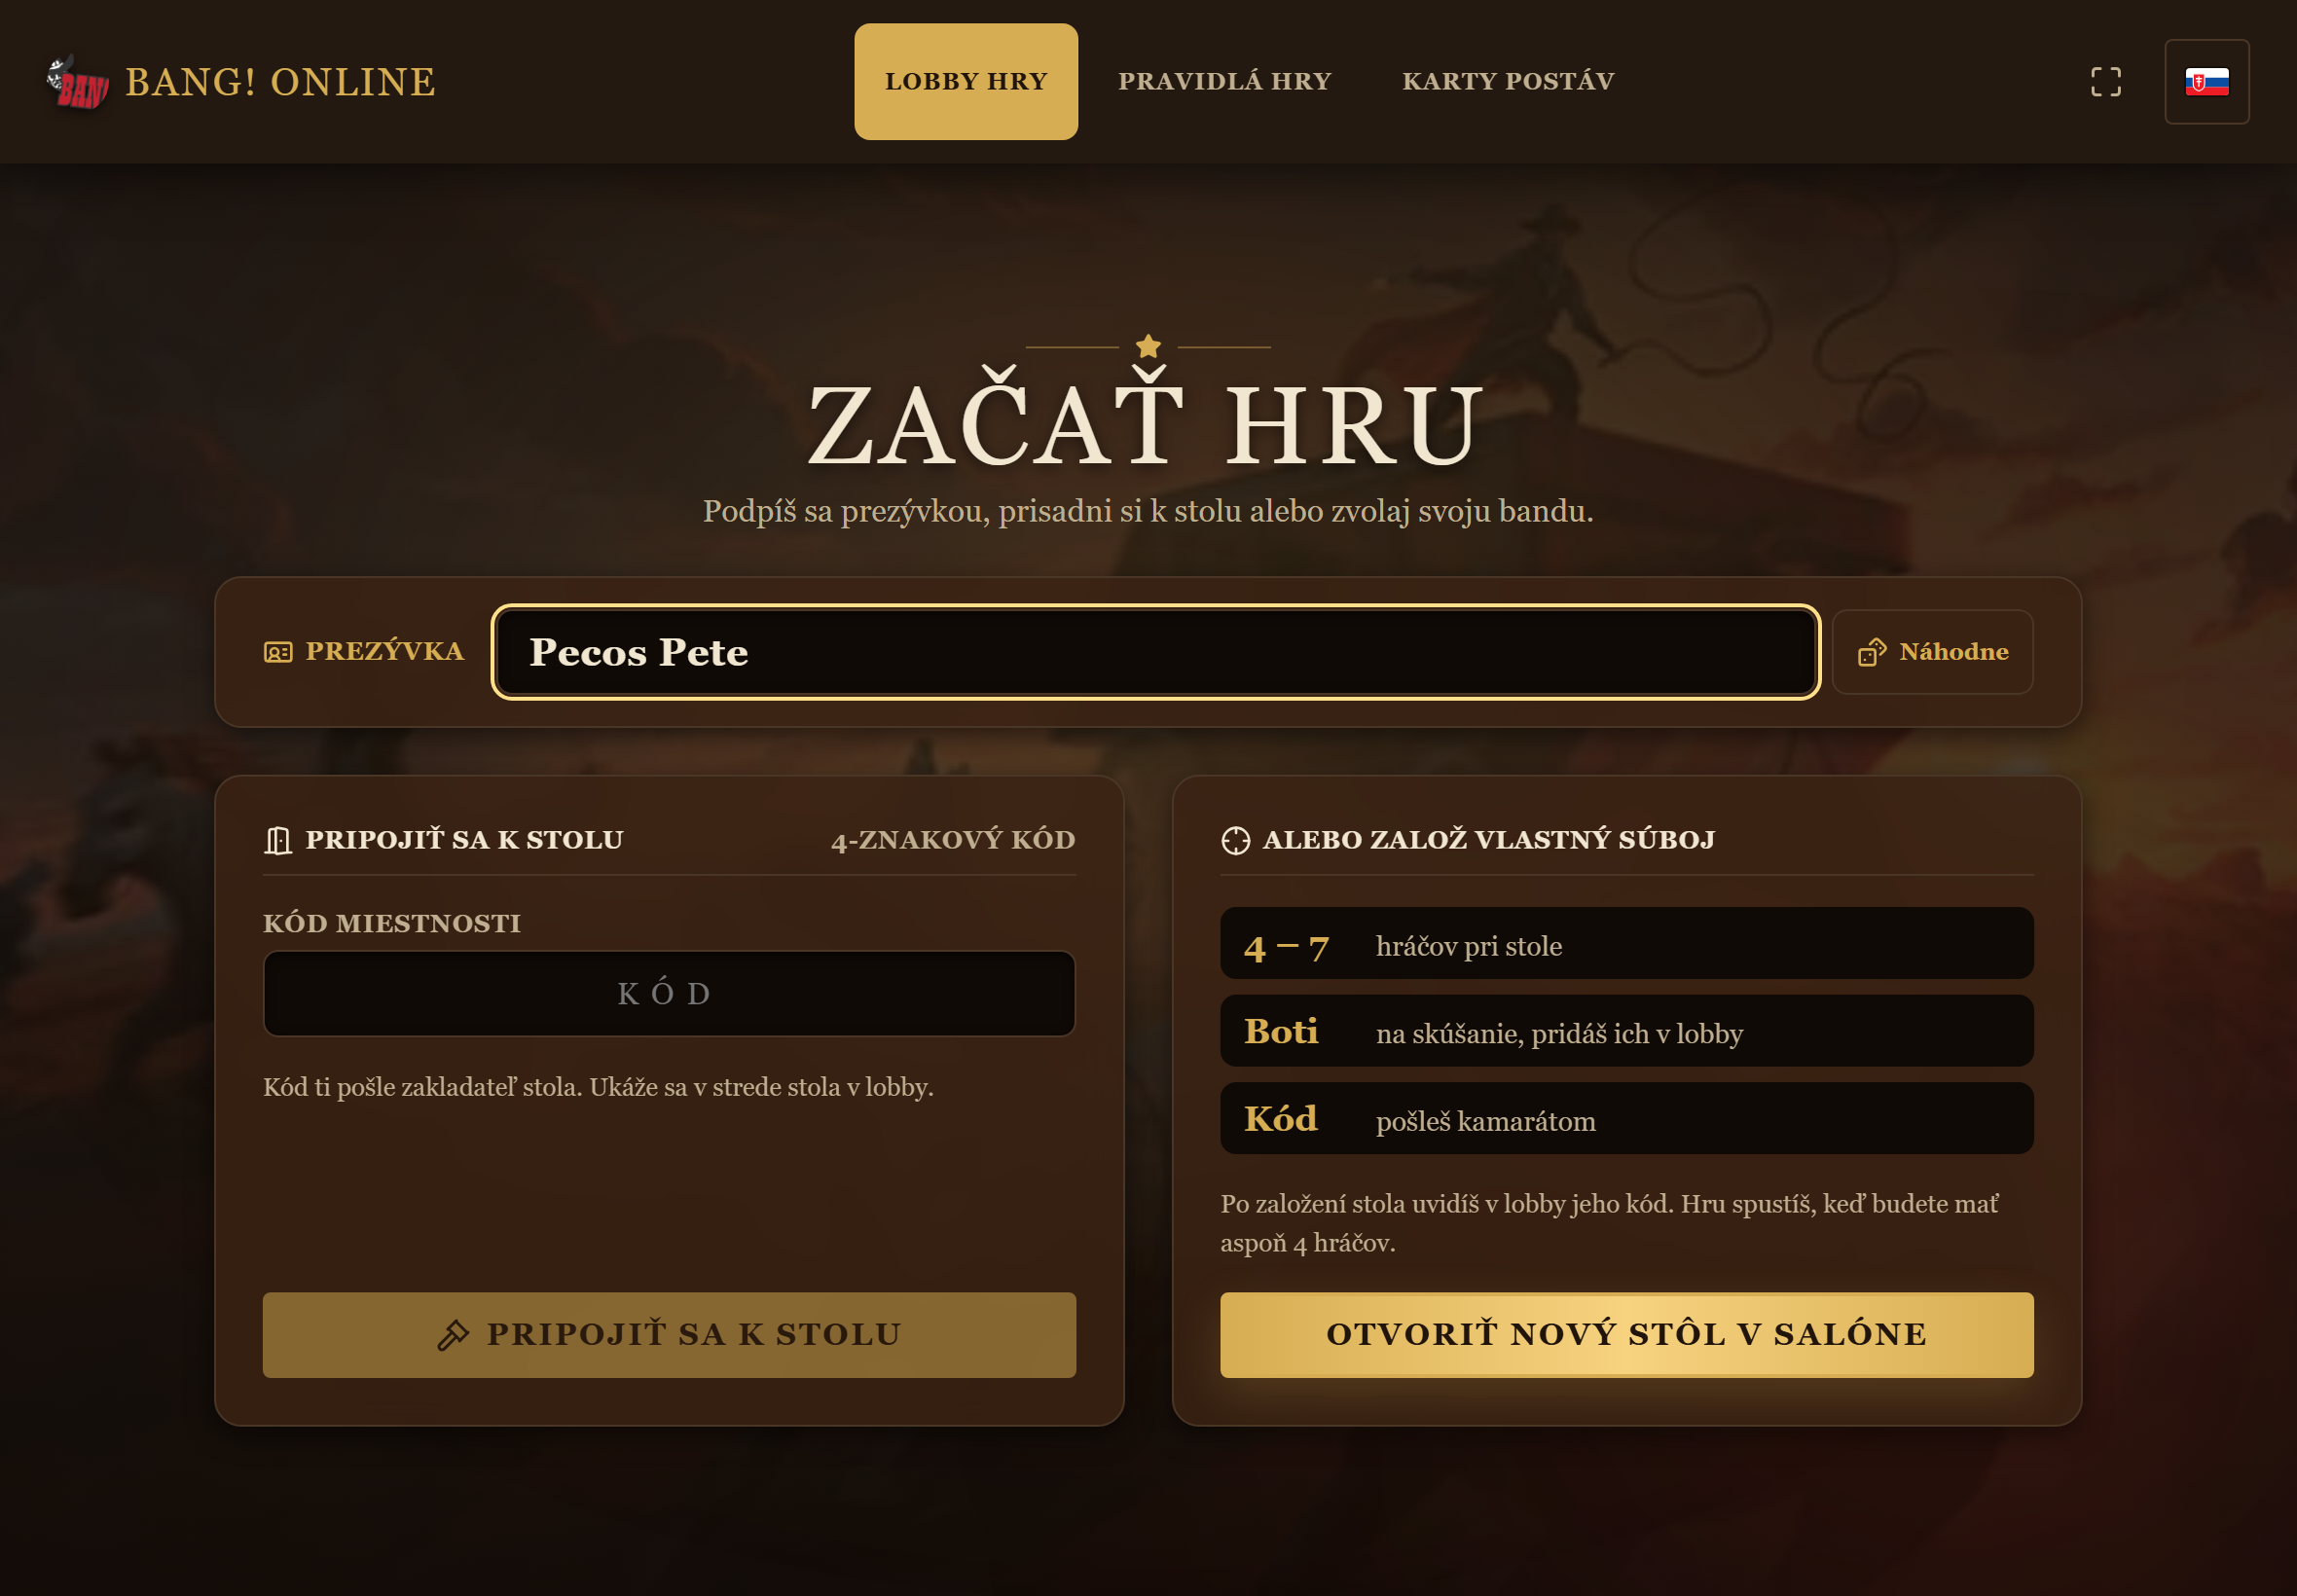 BANG! ONLINE
LOBBY HRY
PRAVIDLÁ HRY
KARTY POSTÁV
ZAČAŤ HRU
Podpíš sa prezývkou, prisadni si k stolu alebo zvolaj svoju bandu.
PREZÝVKA
Pecos Pete
Náhodne
PRIPOJIŤ SA K STOLU
4-ZNAKOVÝ KÓD
KÓD MIESTNOSTI
KÓD
Kód ti pošle zakladateľ stola. Ukáže sa v strede stola v lobby.
PRIPOJIŤ SA K STOLU
ALEBO ZALOŽ VLASTNÝ SÚBOJ
4 – 7 hráčov pri stole
Boti na skúšanie, pridáš ich v lobby
Kód pošleš kamarátom
Po založení stola uvidíš v lobby jeho kód. Hru spustíš, keď budete mať
aspoň 4 hráčov.
OTVORIŤ NOVÝ STÔL V SALÓNE